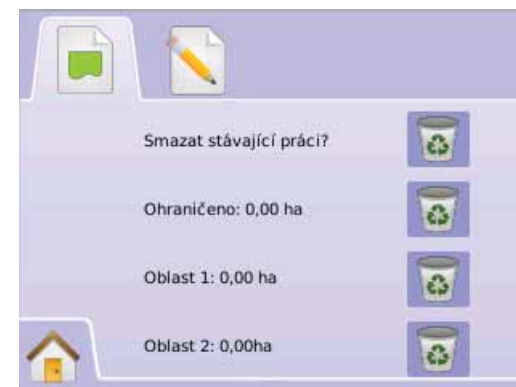 Smazat stávající práci?
Ohraničeno: 0,00 ha
Oblast 1: 0,00 ha
Oblast 2: 0,00ha